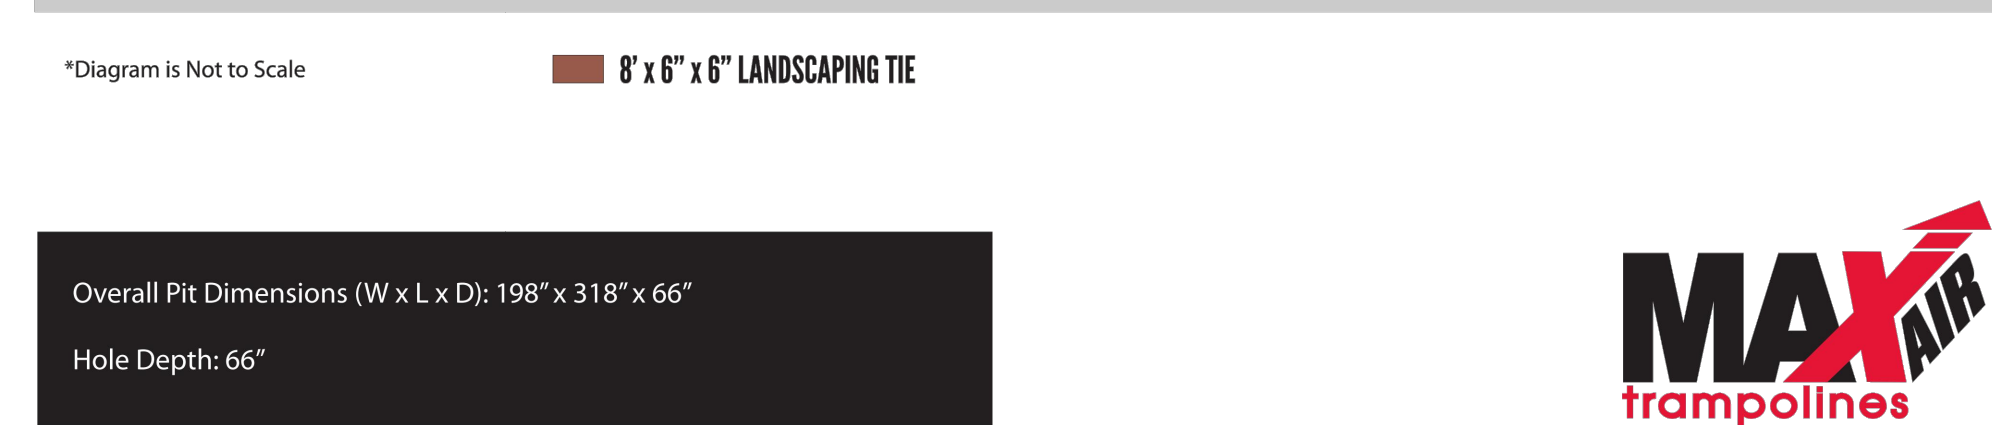 *Diagram is Not to Scale
8’ x 6” x 6” LANDSCAPING TIE
Overall Pit Dimensions (W x L x D): 198” x 318” x 66”
Hole Depth: 66”
MAX AIR
trampolines